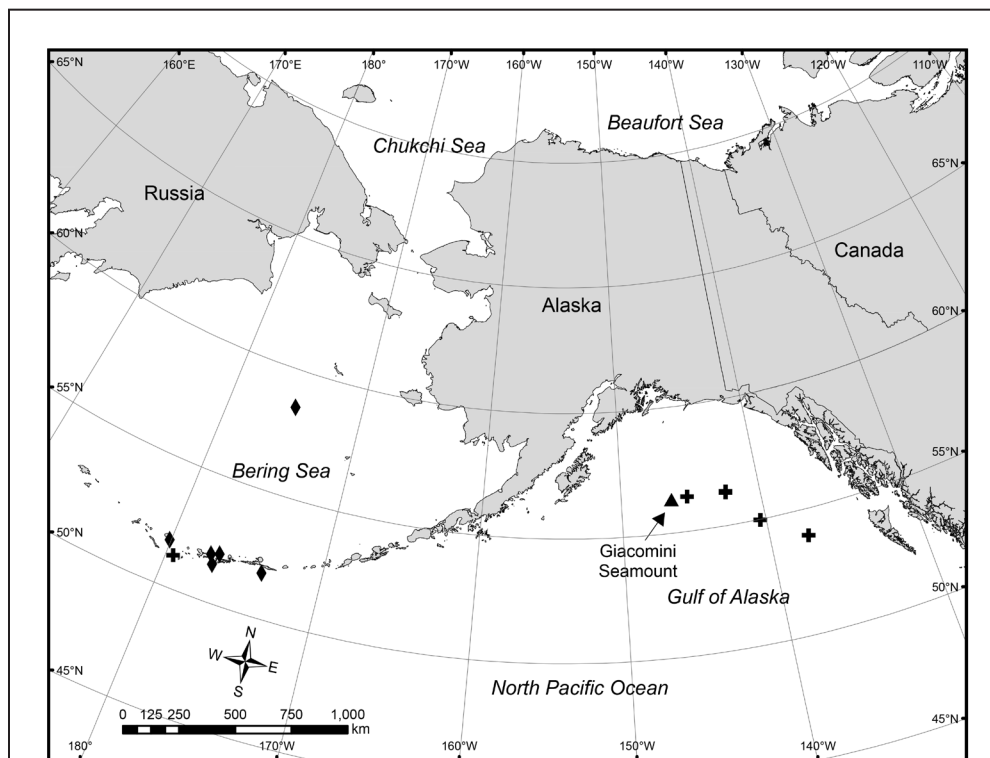 65°N 160°E 170°E 180° 170°W 160°W 150°W 140°W 130°W 120°W 110°W
Beaufort Sea
Chukchi Sea
65°N
Russia
60°N
Canada
Alaska
60°N
55°N
55°N
Bering Sea
50°N
Giacomini
Seamount
50°N
Gulf of Alaska
N
W E
S
45°N
North Pacific Ocean
0 125 250 500 750 1,000
km
45°N
180° 170°W 160°W 150°W 140°W